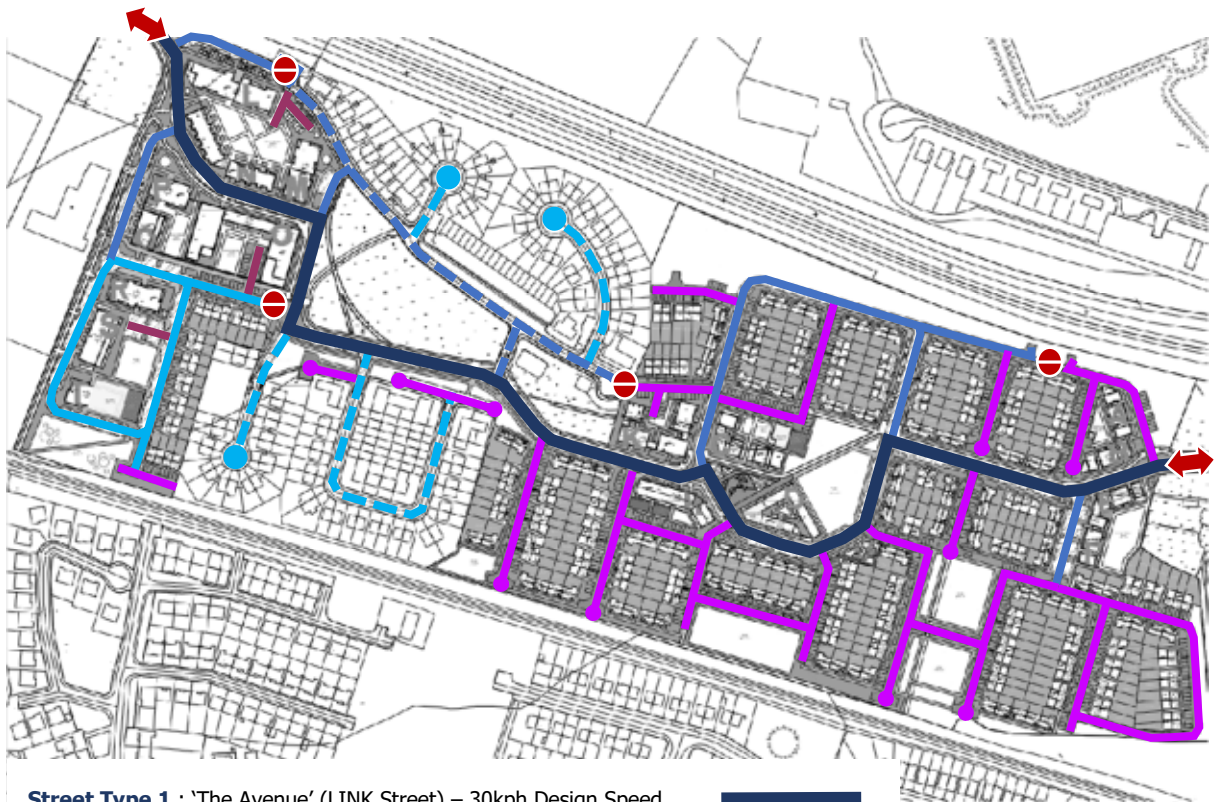 Street Type 1 : ‘The Avenue’ (LINK Street) – 30kph Design Speed